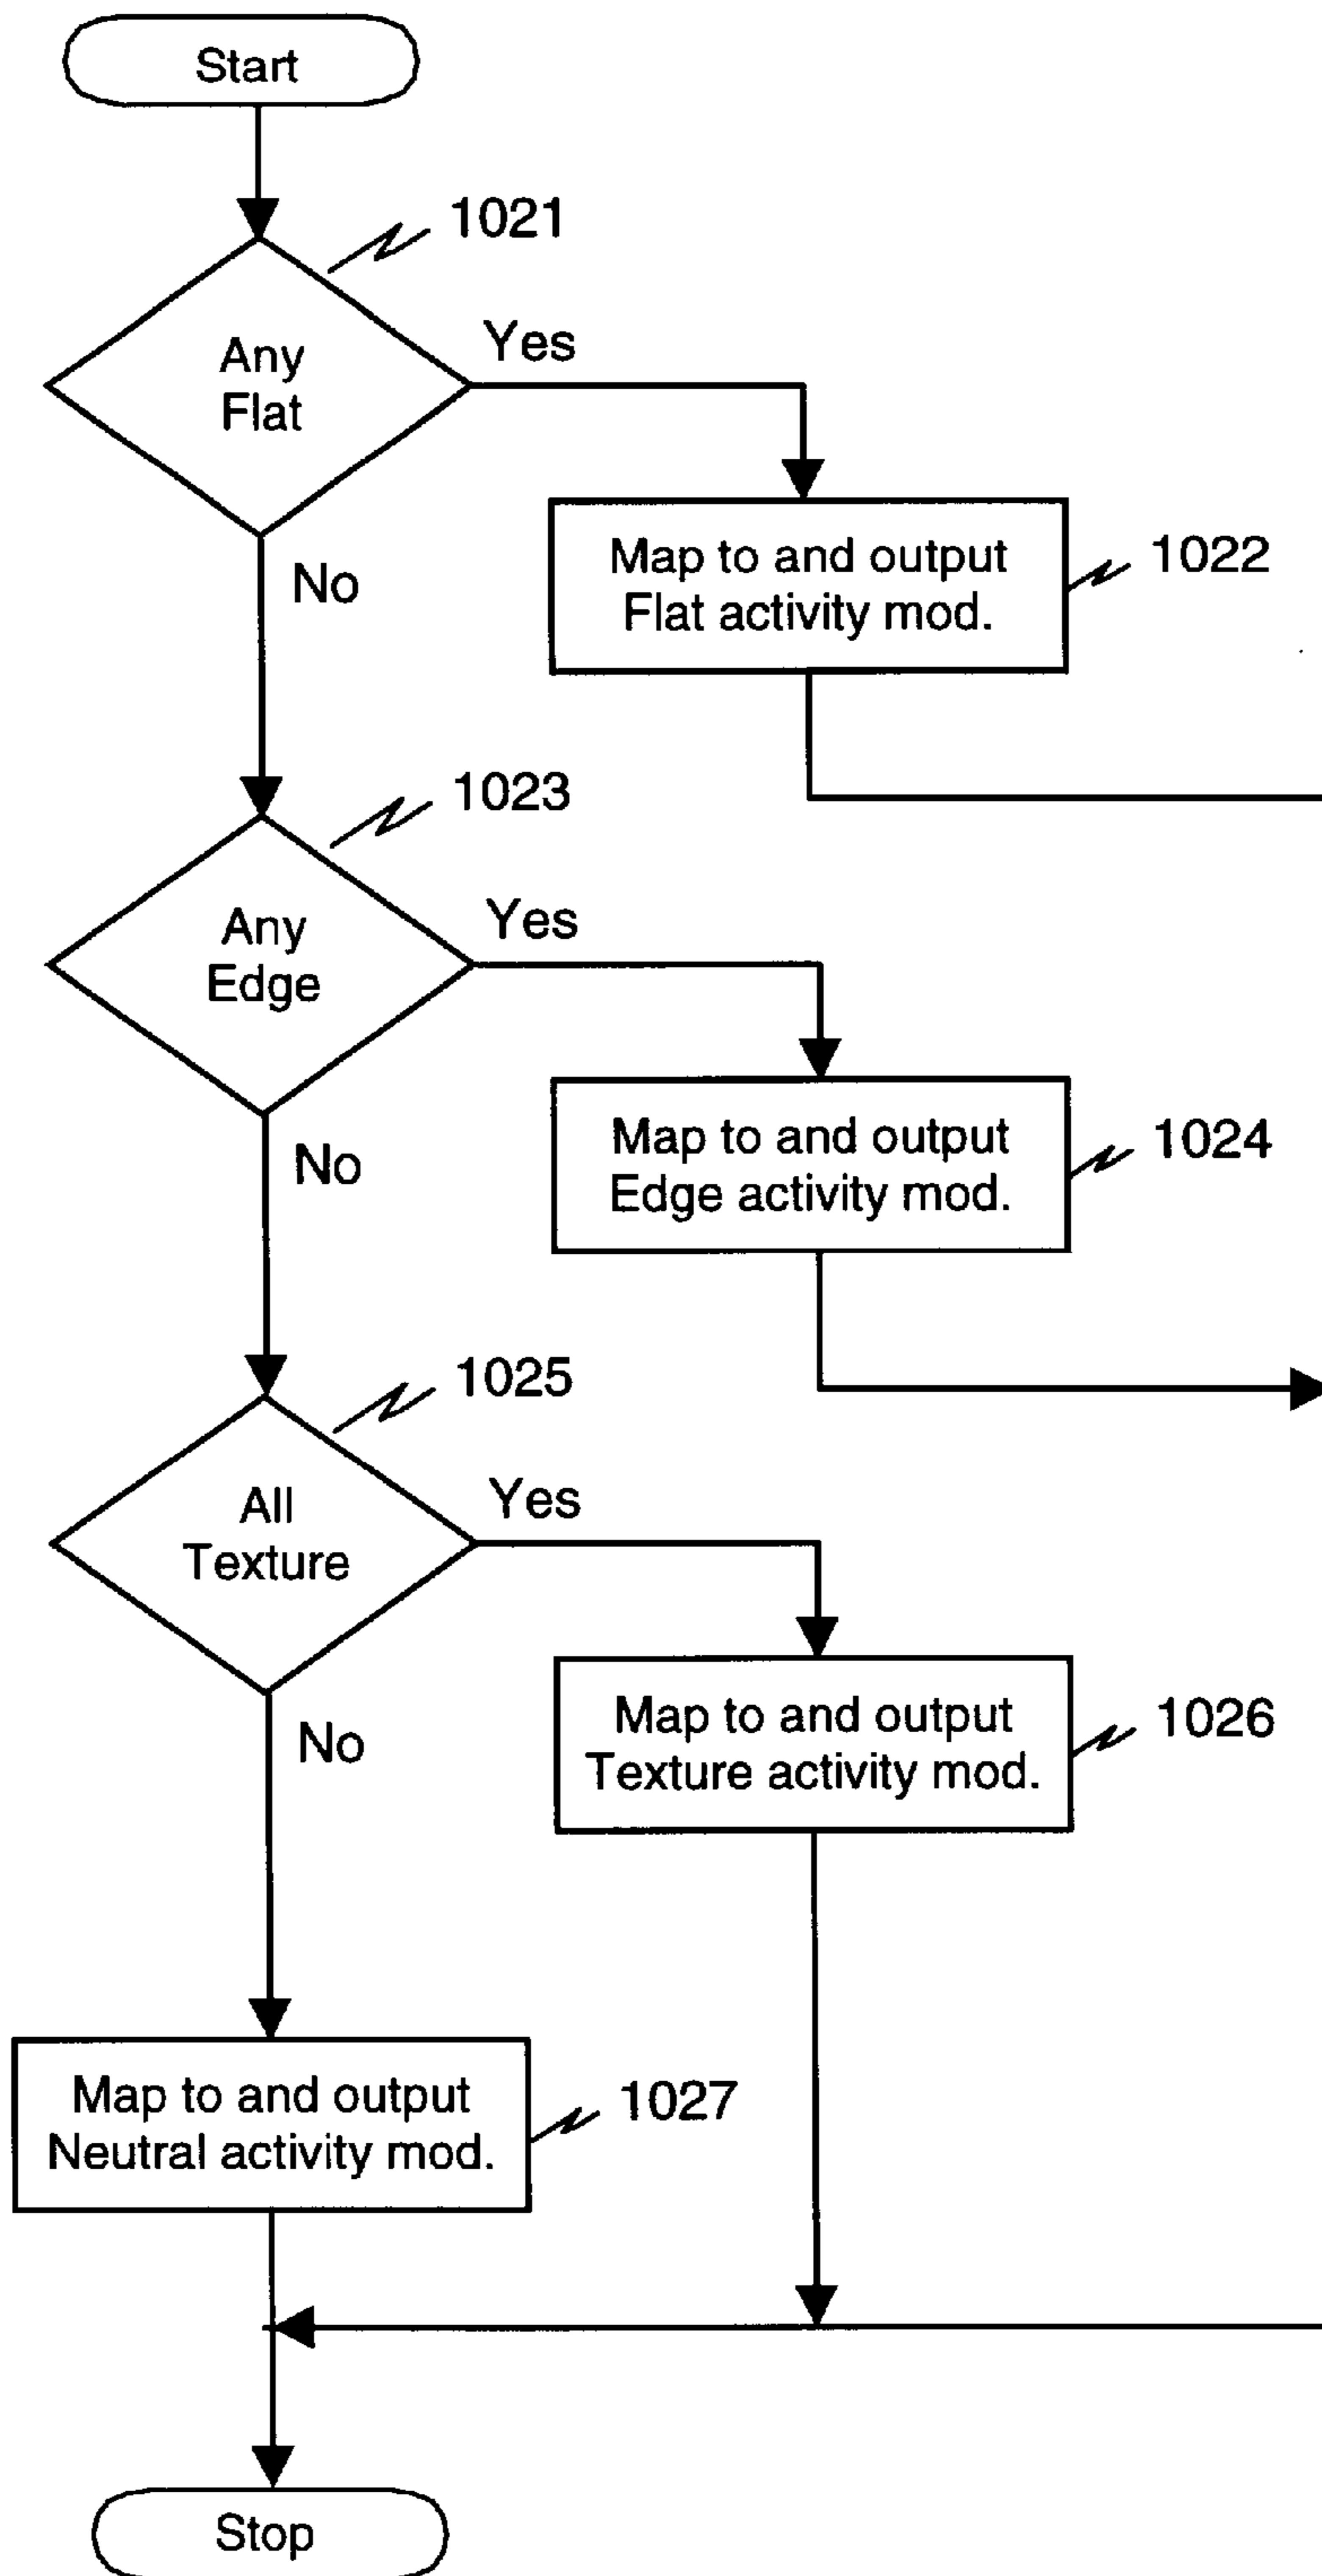 Start
1021
Any
Flat
Yes
No
Map to and output
Flat activity mod.
1022
1023
Any
Edge
Yes
No
Map to and output
Edge activity mod.
1024
1025
All
Texture
Yes
No
Map to and output
Texture activity mod.
1026
Map to and output
Neutral activity mod.
1027
Stop